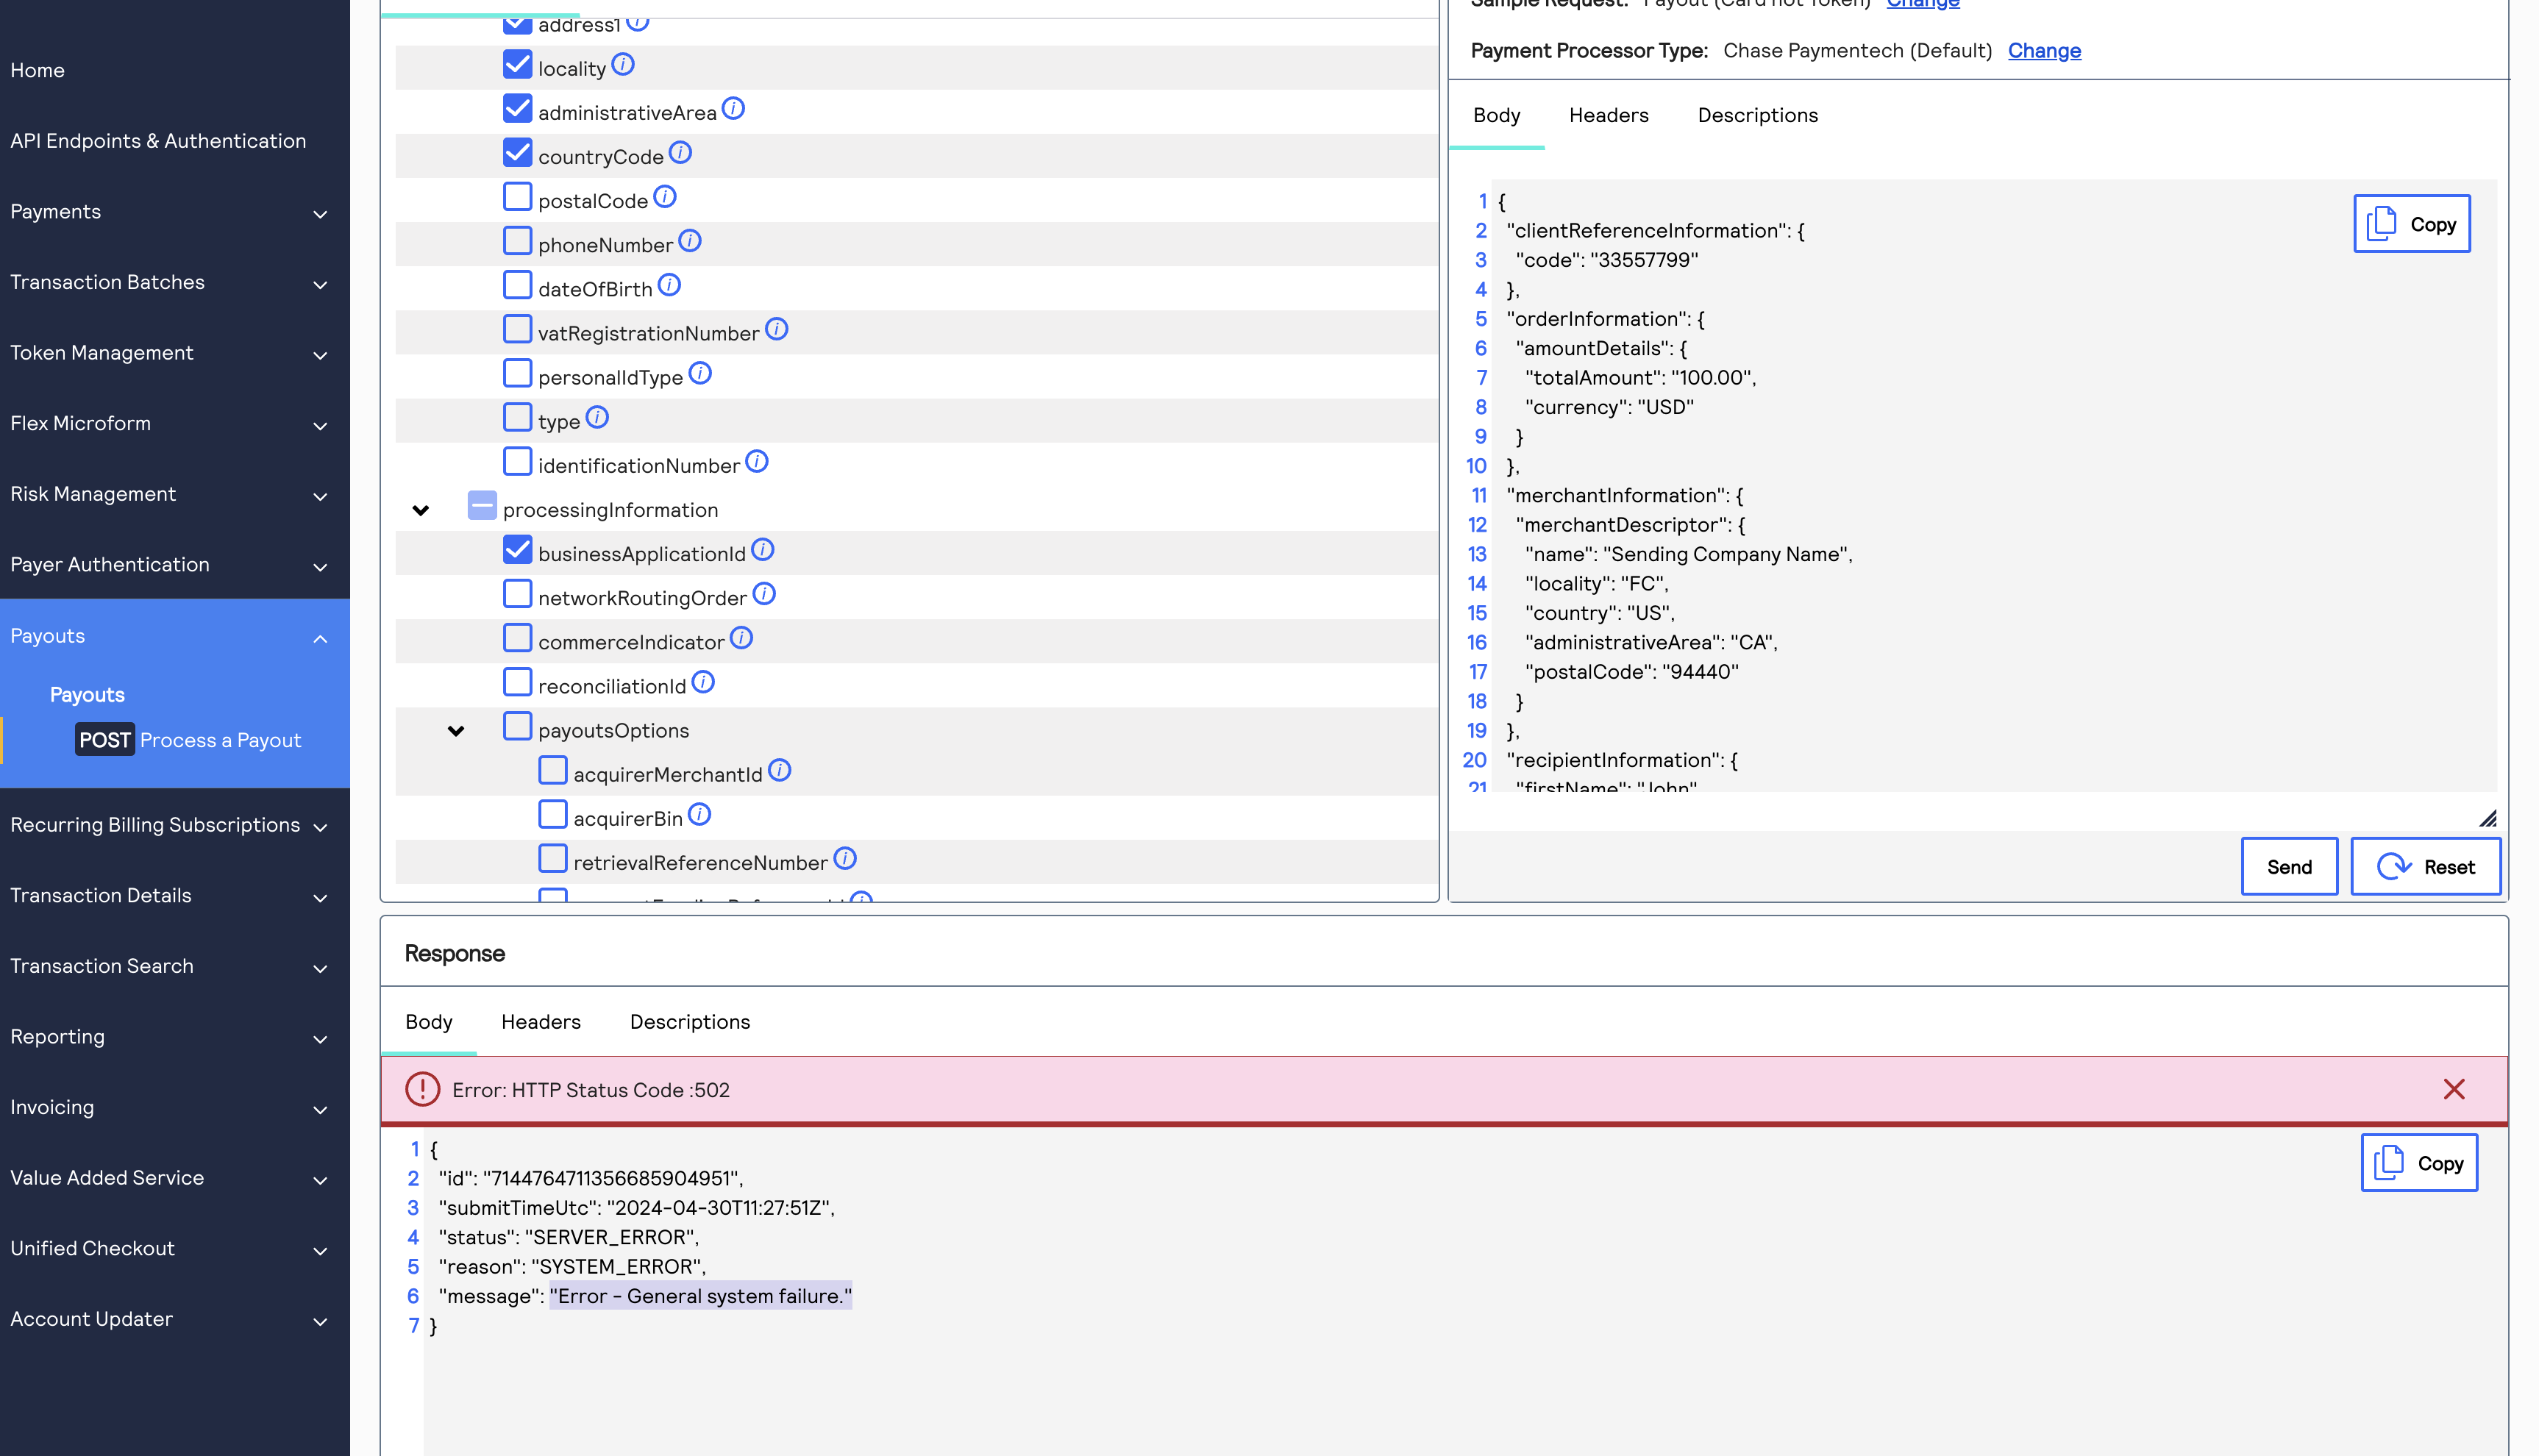 Home
API Endpoints & Authentication
Payments
Transaction Batches
Token Management
Flex Microform
Risk Management
Payer Authentication
Payouts
Payouts
POST Process a Payout
Recurring Billing Subscriptions
Transaction Details
Transaction Search
Reporting
Invoicing
Value Added Service
Unified Checkout
Account Updater
address1
locality
administrativeArea
countryCode
postalCode
phoneNumber
dateOfBirth
vatRegistrationNumber
personalIdType
type
identificationNumber
processingInformation
businessApplicationId
networkRoutingOrder
commerceIndicator
reconciliationId
payoutsOptions
acquirerMerchantId
acquirerBin
retrievalReferenceNumber
Sample Request: Payout (Card not Token) Change
Payment Processor Type: Chase Paymentech (Default) Change
Body Headers Descriptions
Copy
1 {
2 "clientReferenceInformation": {
3 "code": "33557799"
4 },
5 "orderInformation": {
6 "amountDetails": {
7 "totalAmount": "100.00",
8 "currency": "USD"
9 }
10 },
11 "merchantInformation": {
12 "merchantDescriptor": {
13 "name": "Sending Company Name",
14 "locality": "FC",
15 "country": "US",
16 "administrativeArea": "CA",
17 "postalCode": "94440"
18 }
19 },
20 "recipientInformation": {
21 "firstName": "John"
Send Reset
Response
Body Headers Descriptions
Error: HTTP Status Code :502
Copy
1 {
2 "id": "7144764711356685904951",
3 "submitTimeUtc": "2024-04-30T11:27:51Z",
4 "status": "SERVER_ERROR",
5 "reason": "SYSTEM_ERROR",
6 "message": "Error - General system failure."
7 }